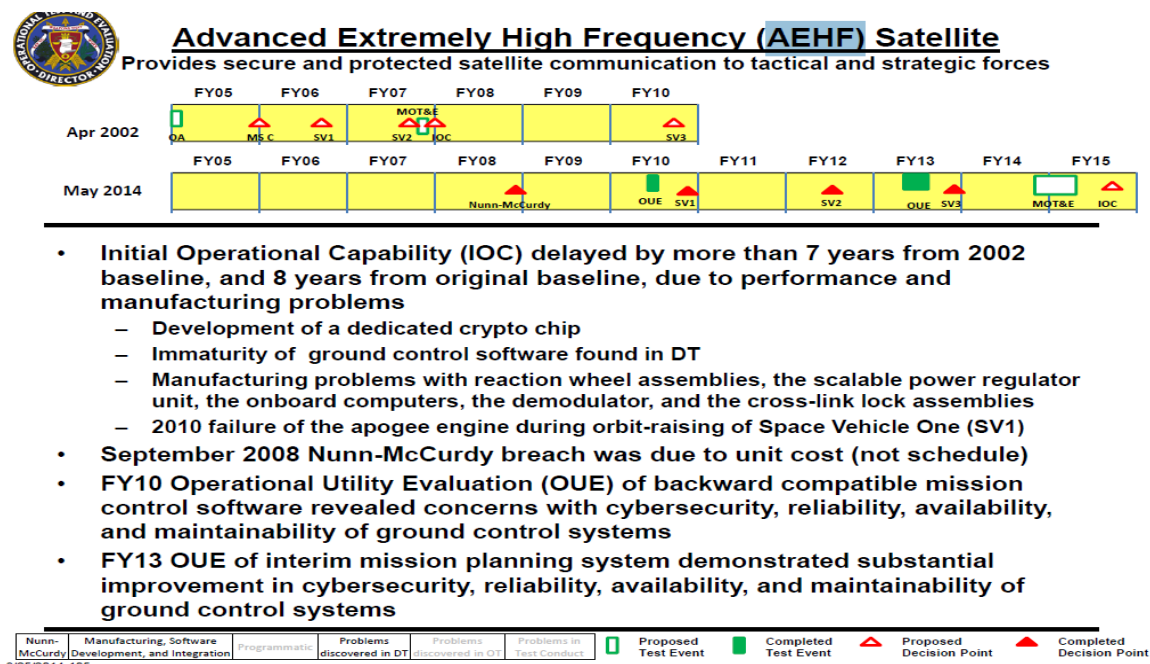 OPERATIONAL TEST AND EVALUATION
DIRECTOR
Advanced Extremely High Frequency (AEHF) Satellite
Provides secure and protected satellite communication to tactical and strategic forces
FY05 FY06 FY07 FY08 FY09 FY10
MOT&E
Apr 2002
OA MS C SV1 SV2 IOC SV3
FY05 FY06 FY07 FY08 FY09 FY10 FY11 FY12 FY13 FY14 FY15
May 2014
Nunn-McCurdy OUE SV1 SV2 OUE SV3 MOT&E IOC
• Initial Operational Capability (IOC) delayed by more than 7 years from 2002
baseline, and 8 years from original baseline, due to performance and
manufacturing problems
– Development of a dedicated crypto chip
– Immaturity of ground control software found in DT
– Manufacturing problems with reaction wheel assemblies, the scalable power regulator
unit, the onboard computers, the demodulator, and the cross-link lock assemblies
– 2010 failure of the apogee engine during orbit-raising of Space Vehicle One (SV1)
• September 2008 Nunn-McCurdy breach was due to unit cost (not schedule)
• FY10 Operational Utility Evaluation (OUE) of backward compatible mission
control software revealed concerns with cybersecurity, reliability, availability,
and maintainability of ground control systems
• FY13 OUE of interim mission planning system demonstrated substantial
improvement in cybersecurity, reliability, availability, and maintainability of
ground control systems
Nunn-McCurdy
Manufacturing, Software
Development, and Integration
Programmatic
Problems
discovered in DT
Problems
discovered in OT
Problems in
Test Conduct
Proposed
Test Event
Completed
Test Event
Proposed
Decision Point
Completed
Decision Point